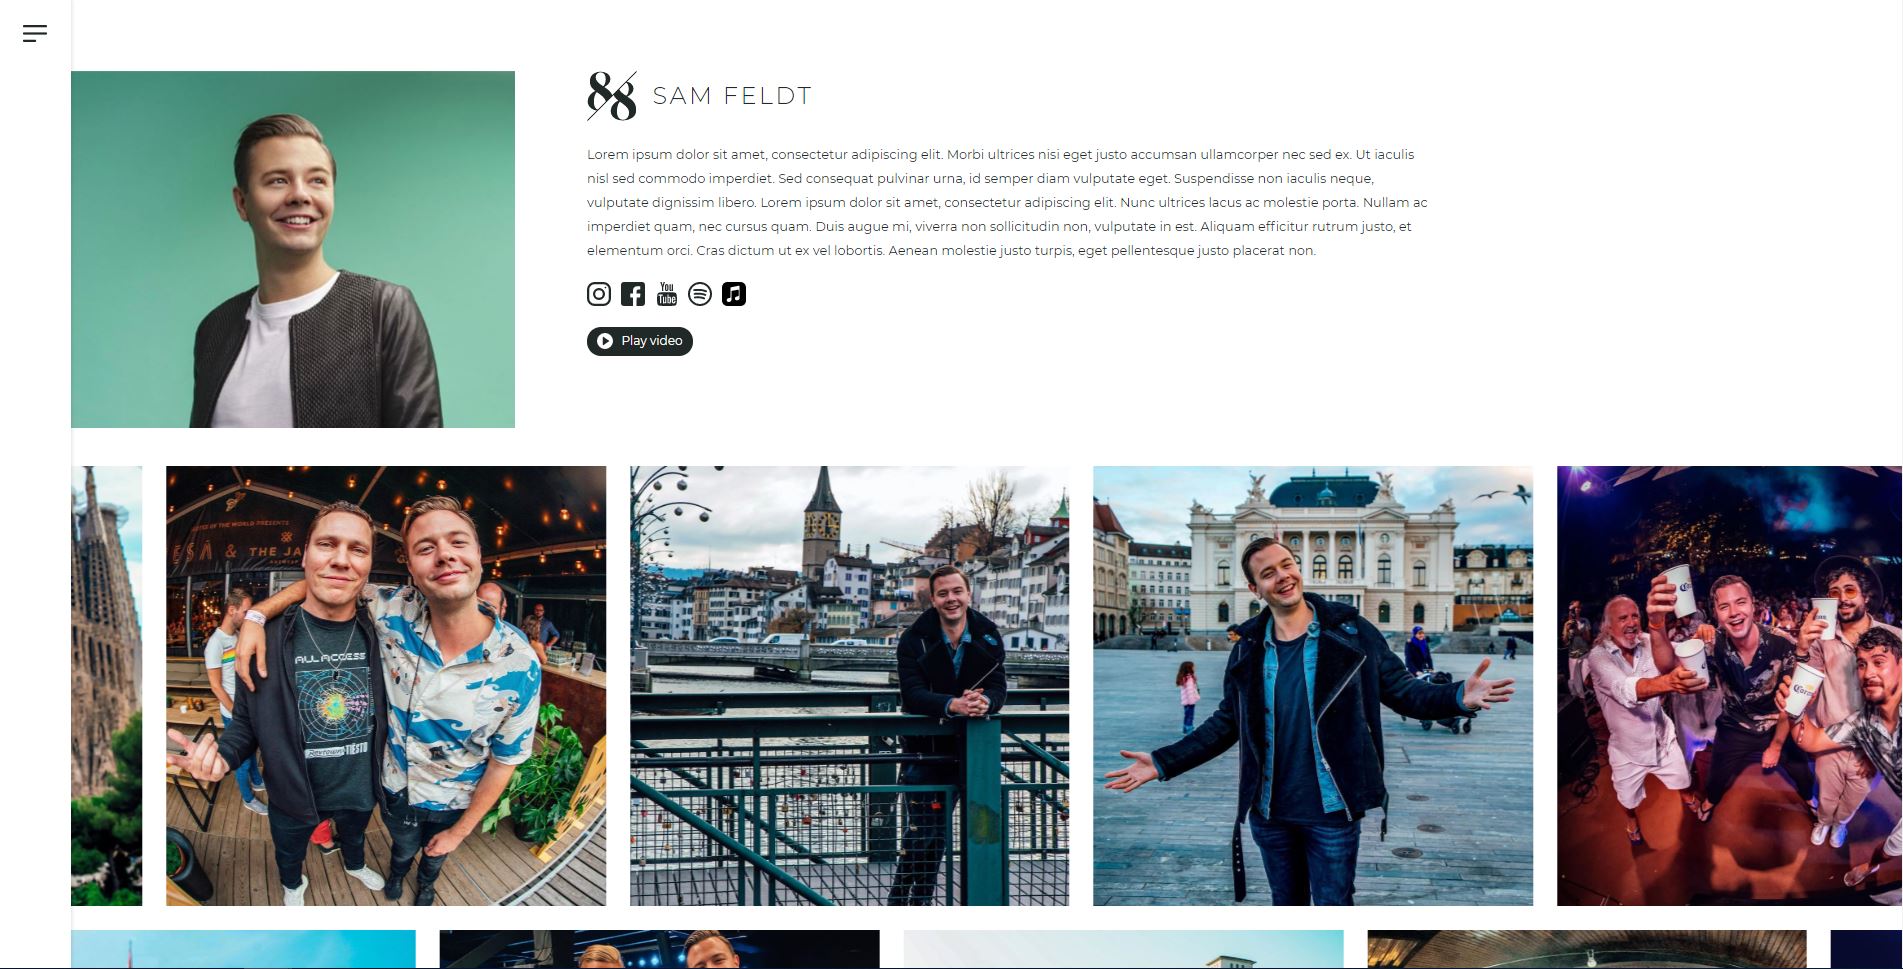 88 SAM FELDT
Lorem ipsum dolor sit amet, consectetur adipiscing elit. Morbi ultrices nisi eget justo accumsan ullamcorper nec sed ex. Ut iaculis
nisl sed commodo imperdiet. Sed consequat pulvinar urna, id semper diam vulputate eget. Suspendisse non iaculis neque,
vulputate dignissim libero. Lorem ipsum dolor sit amet, consectetur adipiscing elit. Nunc ultrices lacus ac molestie porta. Nullam ac
imperdiet quam, nec cursus quam. Duis augue mi, viverra non sollicitudin non, vulputate in est. Aliquam efficitur rutrum justo, et
elementum orci. Cras dictum ut ex vel lobortis. Aenean molestie justo turpis, eget pellentesque justo placerat non.
You
Tube
Play video
OF THE WORLD PRESENTS
ESA & THE JA
ALL ACCESS
TIËSTO
Corona